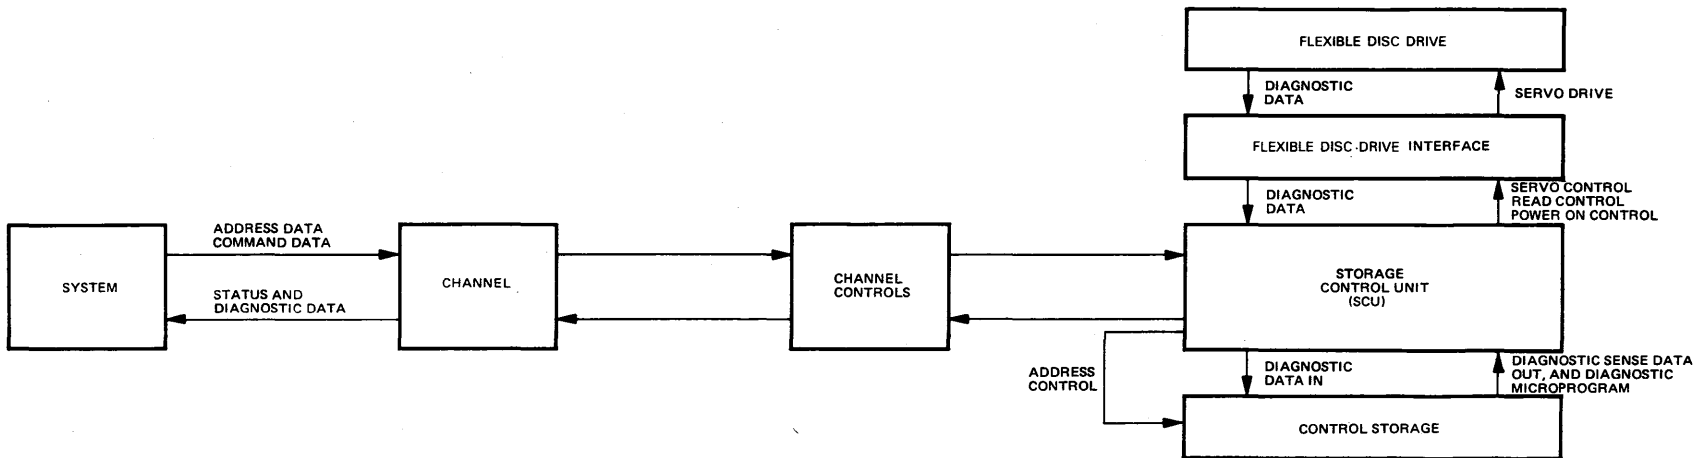 FLEXIBLE DISC DRIVE
DIAGNOSTIC
DATA
SERVO DRIVE
FLEXIBLE DISC-DRIVE INTERFACE
DIAGNOSTIC
DATA
SERVO CONTROL
READ CONTROL
POWER ON CONTROL
SYSTEM
ADDRESS DATA
COMMAND DATA
STATUS AND
DIAGNOSTIC DATA
CHANNEL
CHANNEL
CONTROLS
STORAGE
CONTROL UNIT
(SCU)
ADDRESS
CONTROL
DIAGNOSTIC
DATA IN
DIAGNOSTIC SENSE DATA
OUT, AND DIAGNOSTIC
MICROPROGRAM
CONTROL STORAGE